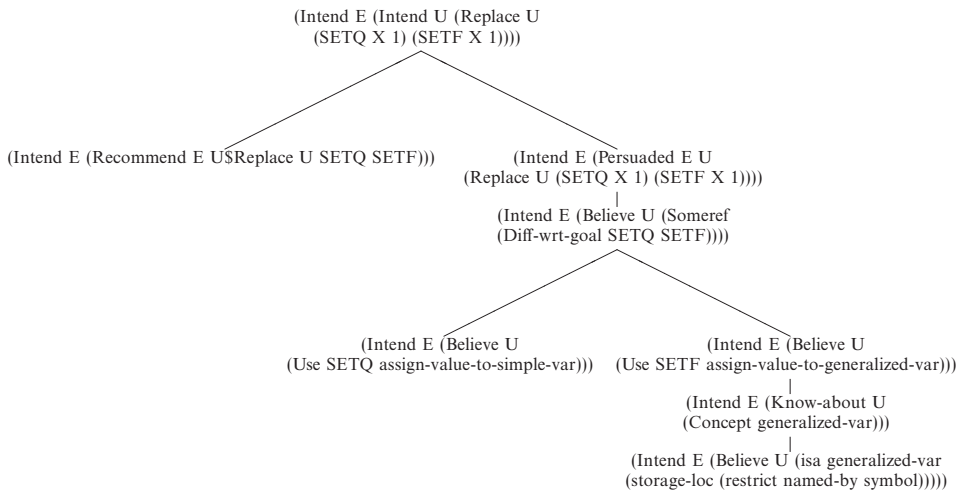 (Intend E (Intend U (Replace U
(SETQ X 1) (SETF X 1))))
(Intend E (Recommend E U$Replace U SETQ SETF)))
(Intend E (Persuaded E U
(Replace U (SETQ X 1) (SETF X 1))))
(Intend E (Believe U (Someref
(Diff-wrt-goal SETQ SETF))))
(Intend E (Believe U
(Use SETQ assign-value-to-simple-var)))
(Intend E (Believe U
(Use SETF assign-value-to-generalized-var)))
(Intend E (Know-about U
(Concept generalized-var)))
(Intend E (Believe U (isa generalized-var
(storage-loc (restrict named-by symbol)))))